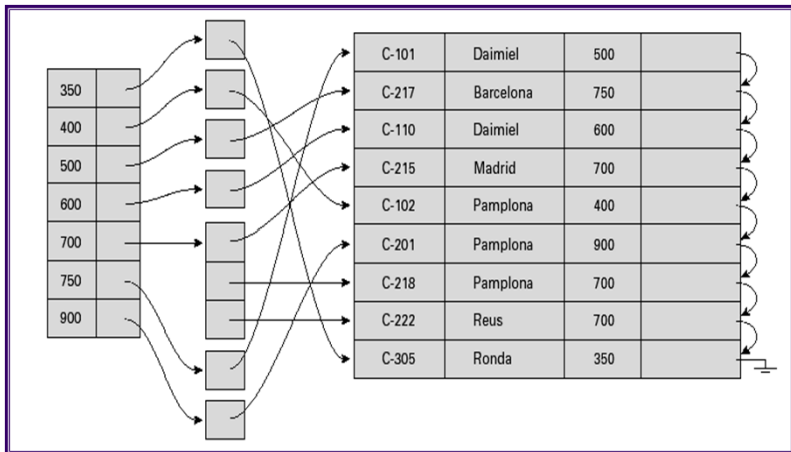 350
400
500
600
700
750
900
C-101 Daimiel 500
C-217 Barcelona 750
C-110 Daimiel 600
C-215 Madrid 700
C-102 Pamplona 400
C-201 Pamplona 900
C-218 Pamplona 700
C-222 Reus 700
C-305 Ronda 350